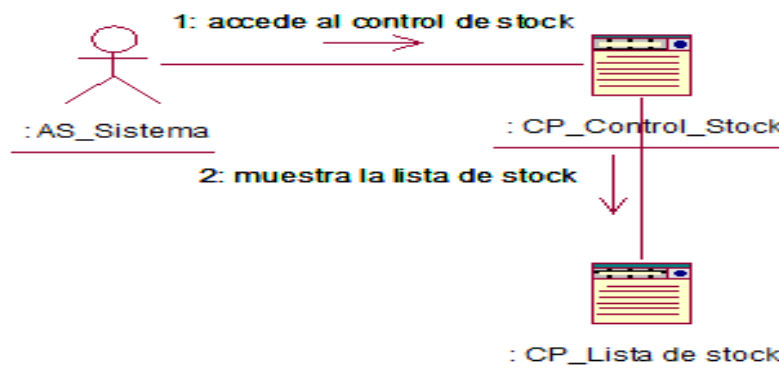 1: accede al control de stock
: AS_Sistema
: CP_Control_Stock
2: muestra la lista de stock
: CP_Lista de stock